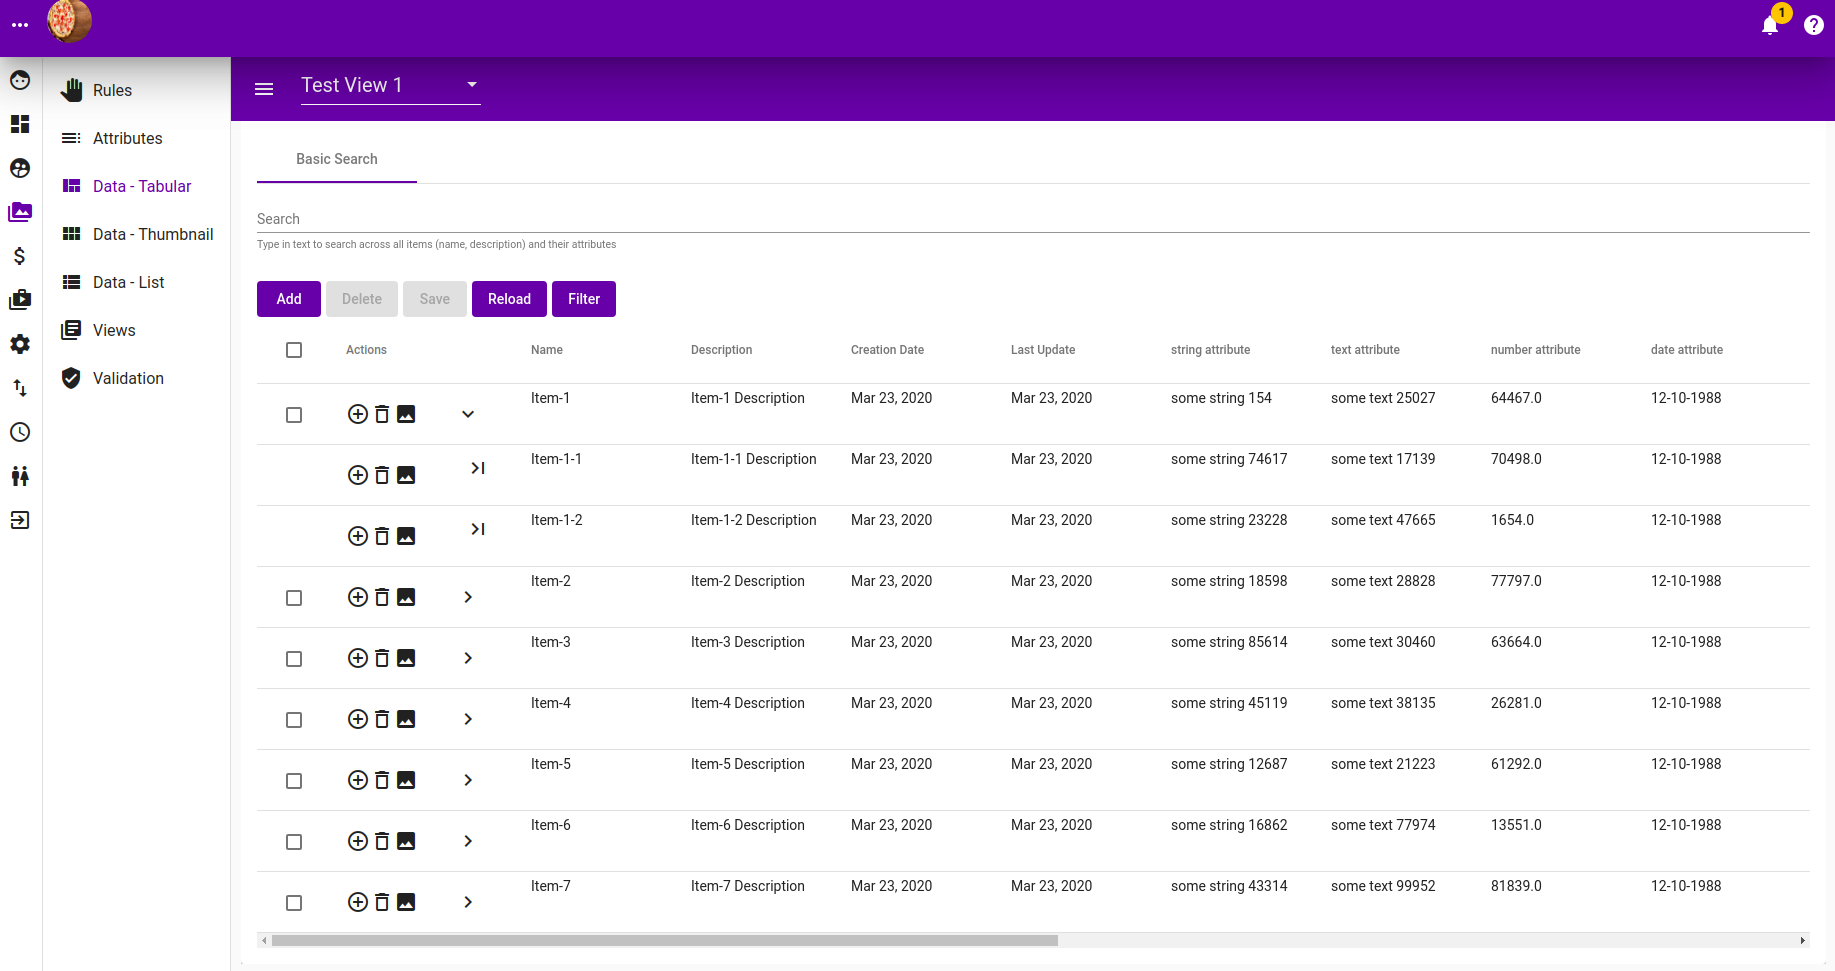 1
Test View 1
Rules
Attributes
Data - Tabular
Data - Thumbnail
Data - List
Views
Validation
Basic Search
Search
Type in text to search across all items (name, description) and their attributes
Add Delete Save Reload Filter
Actions Name Description Creation Date Last Update string attribute text attribute number attribute date attribute
Item-1 Item-1 Description Mar 23, 2020 Mar 23, 2020 some string 154 some text 25027 64467.0 12-10-1988
Item-1-1 Item-1-1 Description Mar 23, 2020 Mar 23, 2020 some string 74617 some text 17139 70498.0 12-10-1988
Item-1-2 Item-1-2 Description Mar 23, 2020 Mar 23, 2020 some string 23228 some text 47665 1654.0 12-10-1988
Item-2 Item-2 Description Mar 23, 2020 Mar 23, 2020 some string 18598 some text 28828 77797.0 12-10-1988
Item-3 Item-3 Description Mar 23, 2020 Mar 23, 2020 some string 85614 some text 30460 63664.0 12-10-1988
Item-4 Item-4 Description Mar 23, 2020 Mar 23, 2020 some string 45119 some text 38135 26281.0 12-10-1988
Item-5 Item-5 Description Mar 23, 2020 Mar 23, 2020 some string 12687 some text 21223 61292.0 12-10-1988
Item-6 Item-6 Description Mar 23, 2020 Mar 23, 2020 some string 16862 some text 77974 13551.0 12-10-1988
Item-7 Item-7 Description Mar 23, 2020 Mar 23, 2020 some string 43314 some text 99952 81839.0 12-10-1988